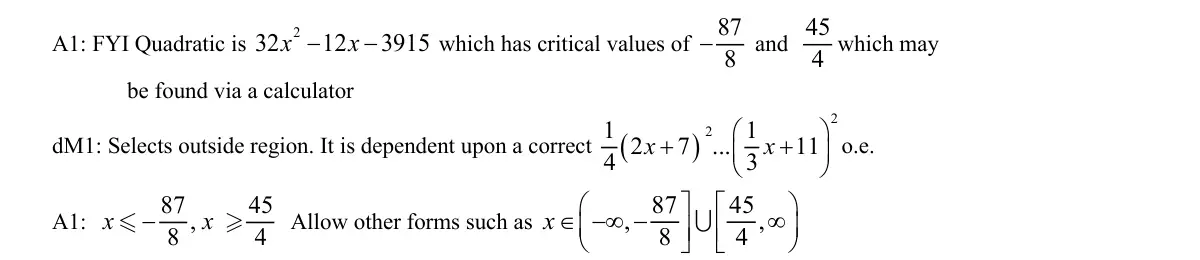 A1: FYI Quadratic is 32x² −12x − 3915 which has critical values of −87/8 and 45/4 which may
be found via a calculator
dM1: Selects outside region. It is dependent upon a correct 1/4(2x+7)²...(1/3x+11)² o.e.
A1: x ⩽ −87/8, x ⩾ 45/4 Allow other forms such as x∈(−∞,−87/8]⋃[45/4,∞)